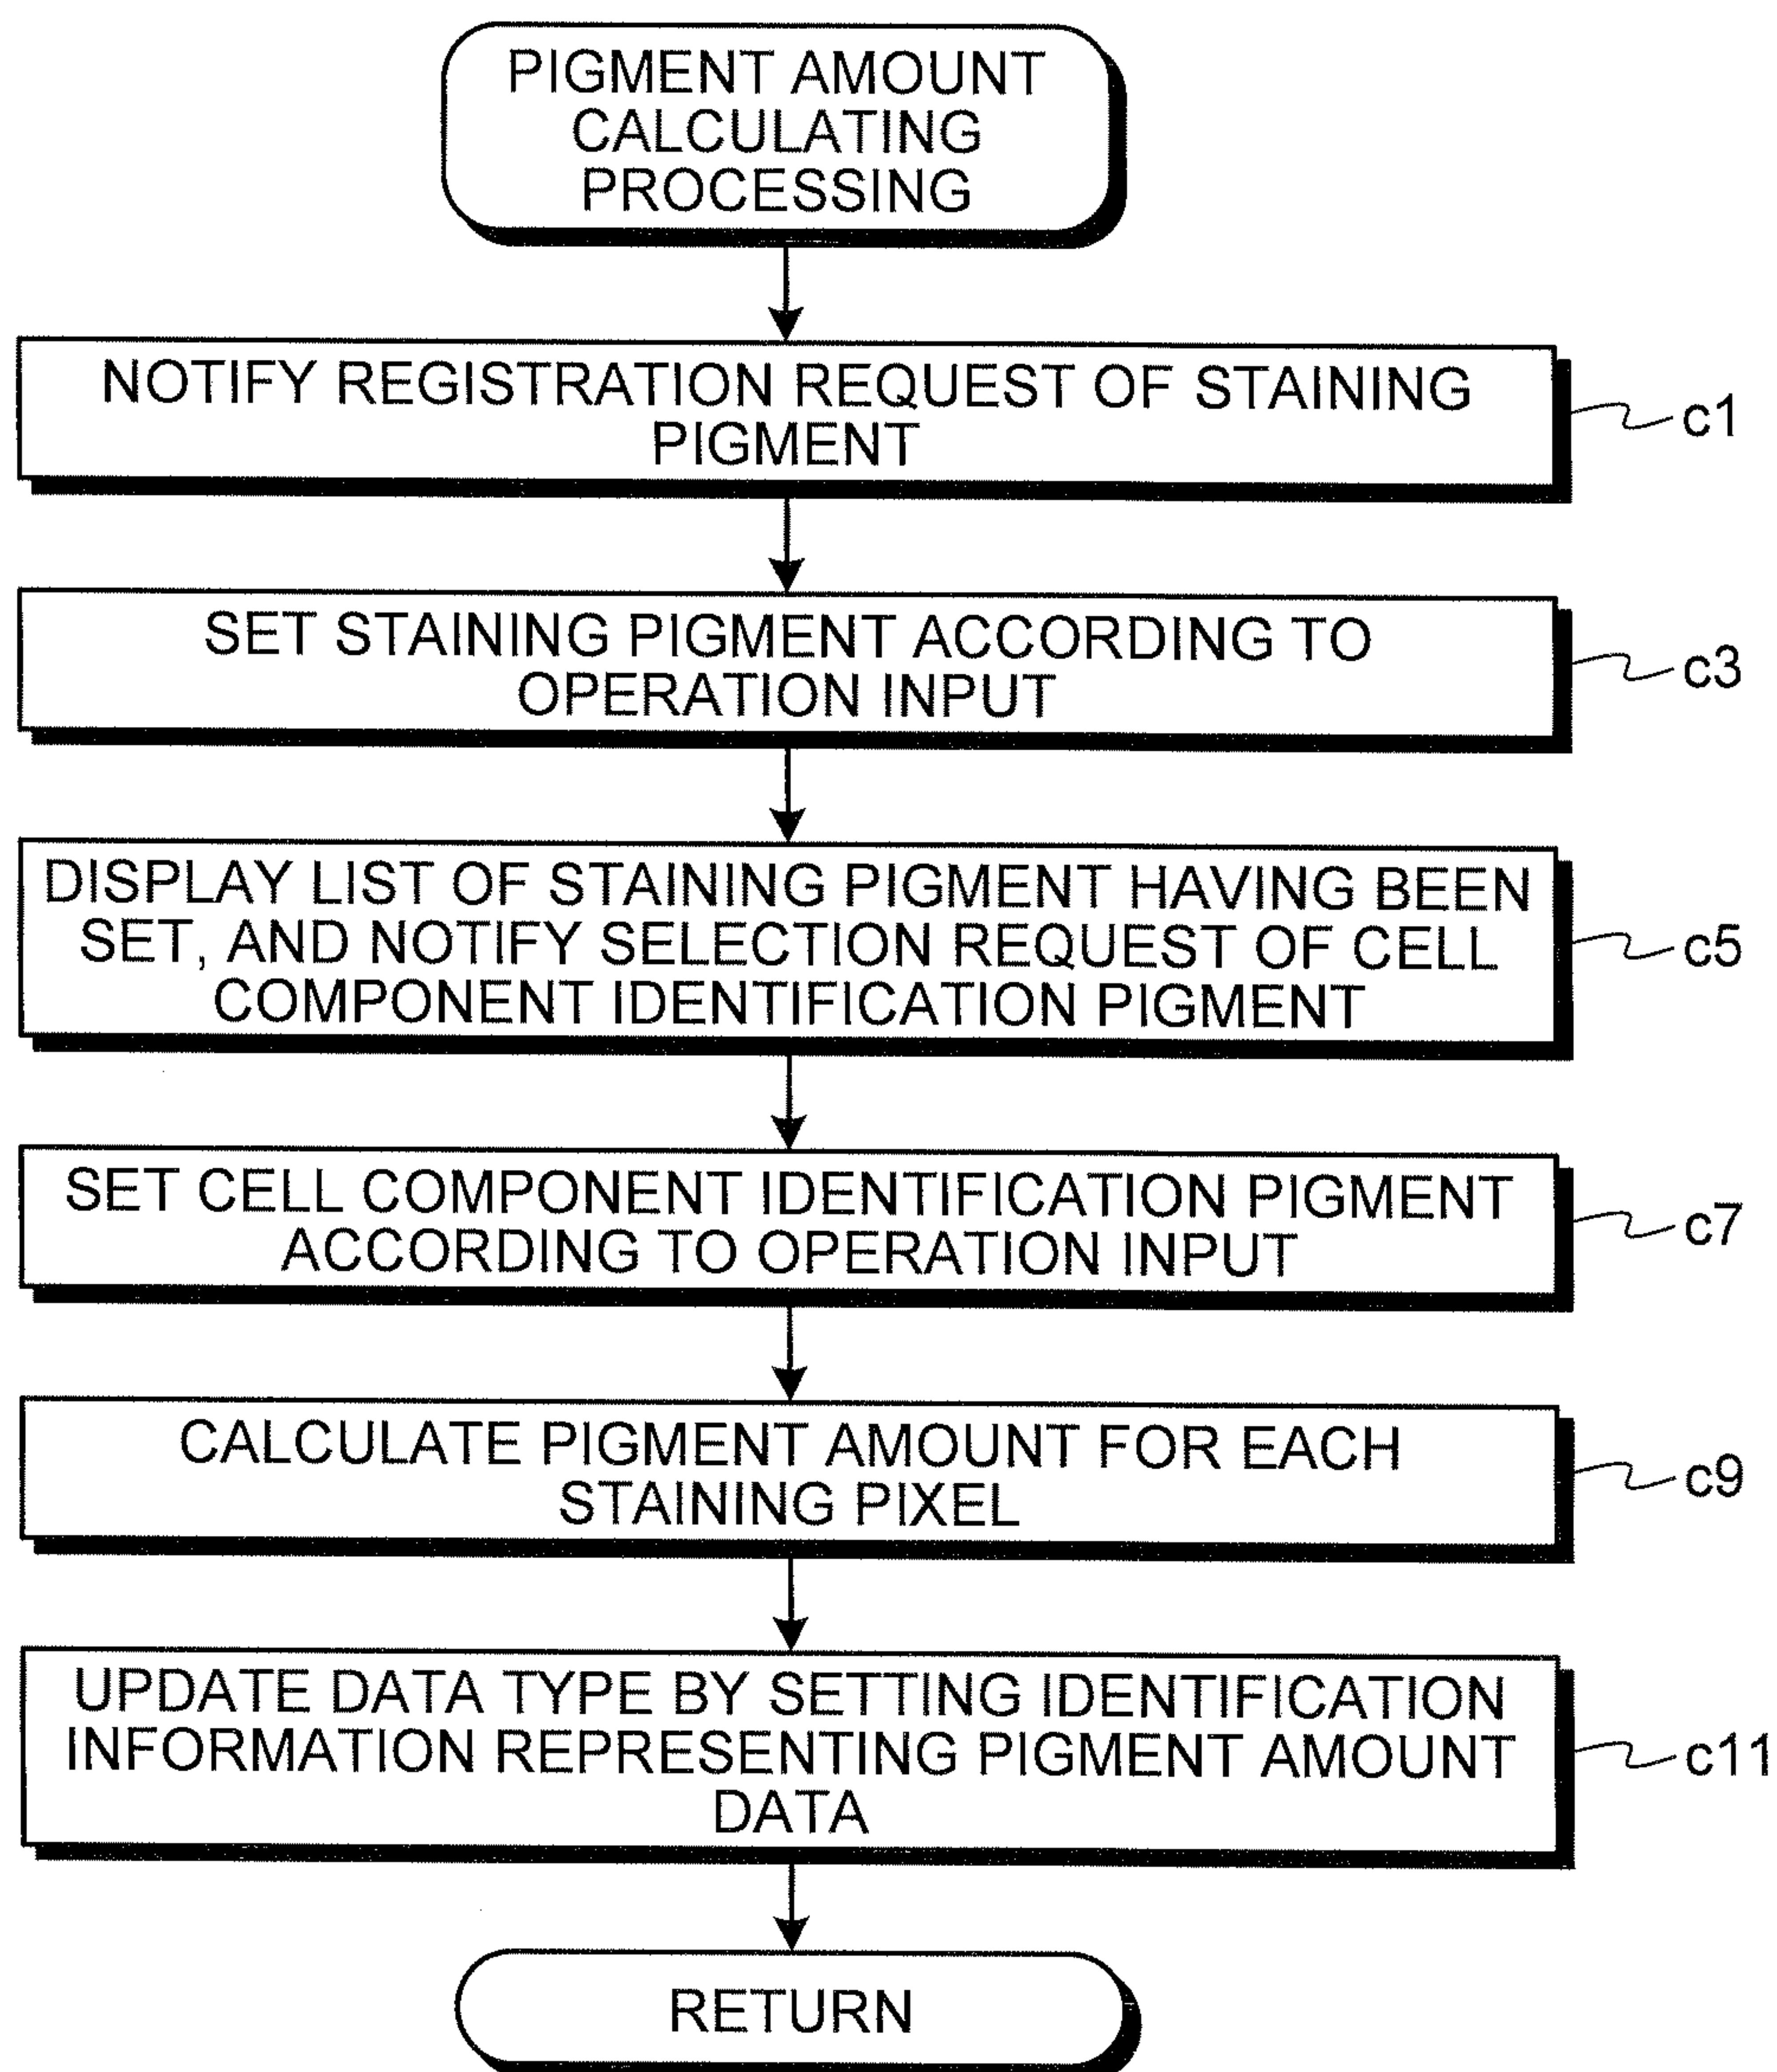 PIGMENT AMOUNT
CALCULATING
PROCESSING
NOTIFY REGISTRATION REQUEST OF STAINING
PIGMENT
c1
SET STAINING PIGMENT ACCORDING TO
OPERATION INPUT
c3
DISPLAY LIST OF STAINING PIGMENT HAVING BEEN
SET, AND NOTIFY SELECTION REQUEST OF CELL
COMPONENT IDENTIFICATION PIGMENT
c5
SET CELL COMPONENT IDENTIFICATION PIGMENT
ACCORDING TO OPERATION INPUT
c7
CALCULATE PIGMENT AMOUNT FOR EACH
STAINING PIXEL
c9
UPDATE DATA TYPE BY SETTING IDENTIFICATION
INFORMATION REPRESENTING PIGMENT AMOUNT
DATA
c11
RETURN